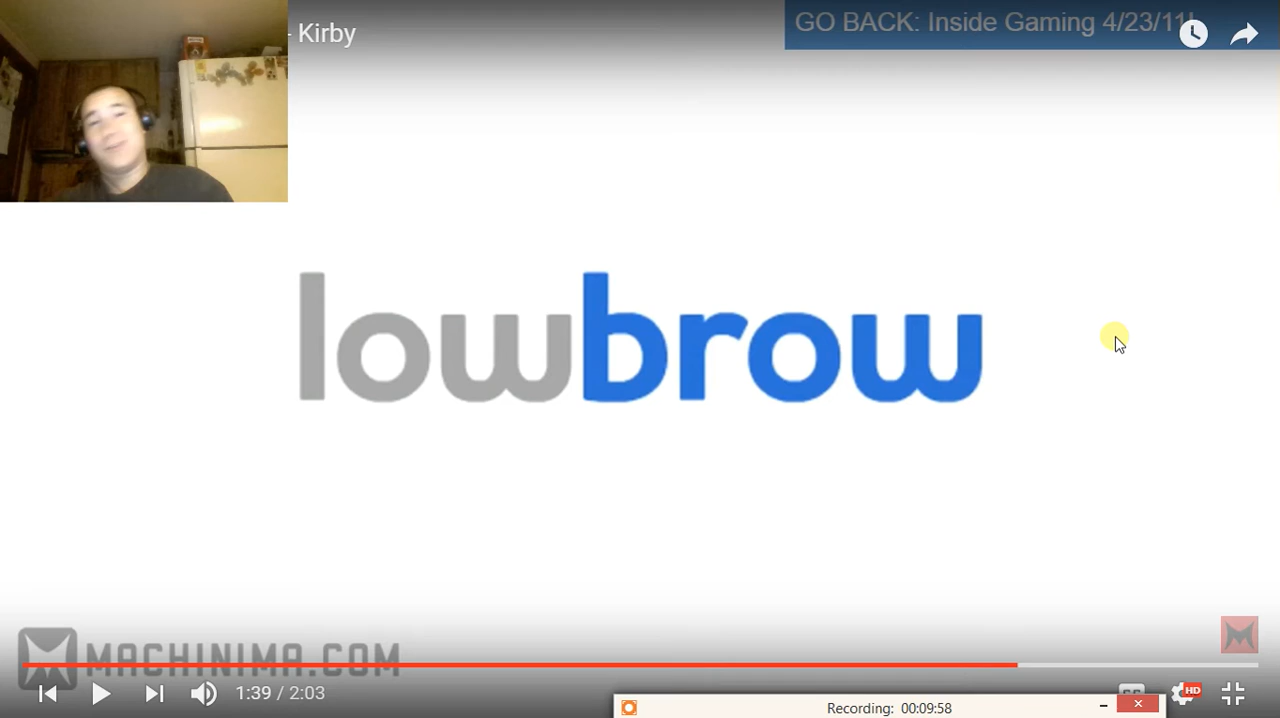 - Kirby
GO BACK: Inside Gaming 4/23/11!
lowbrow
MACHINIMA.COM
1:39 / 2:03
CC
HD
Recording: 00:09:58